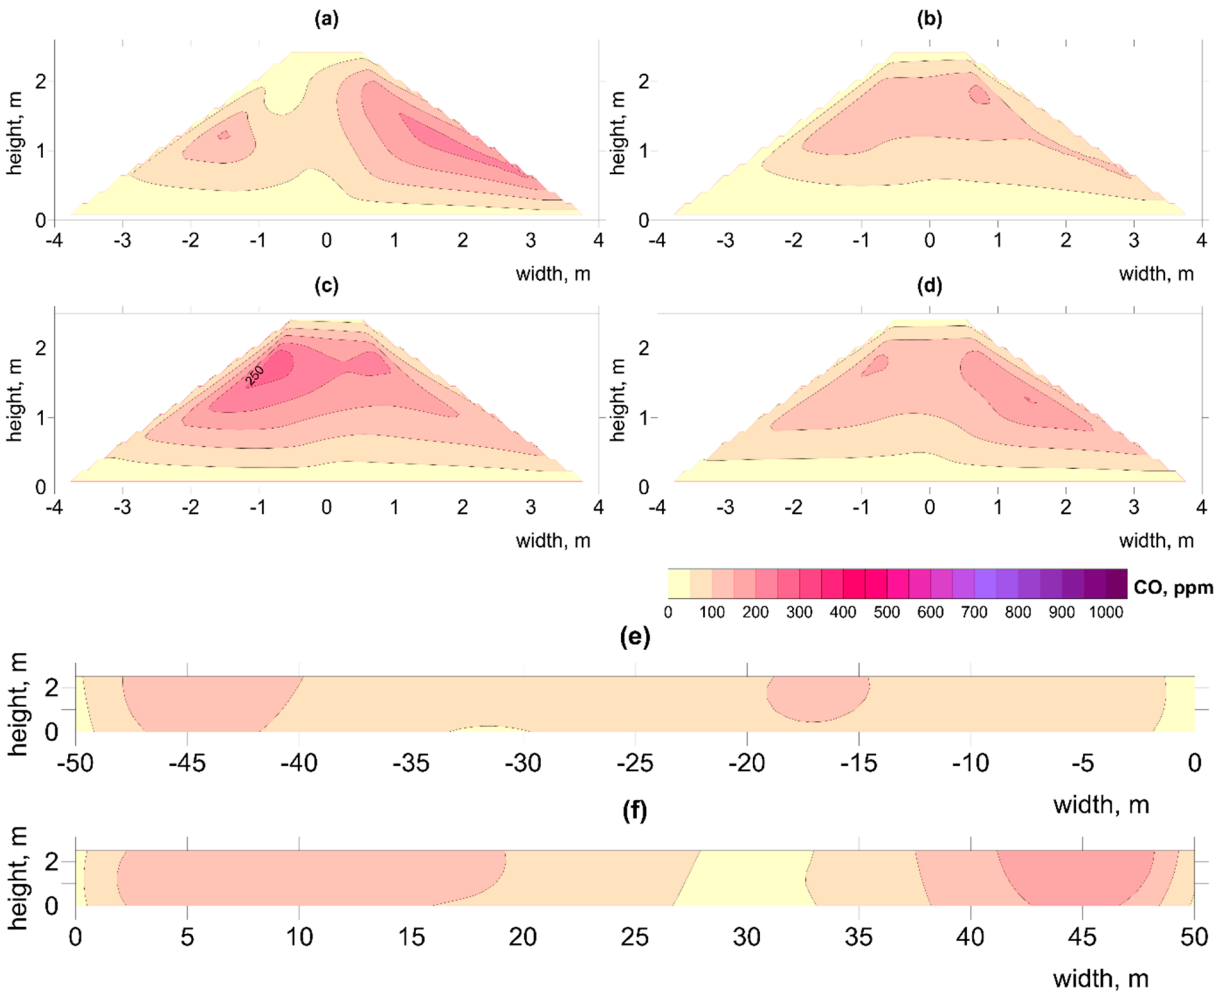 (a) (b)
height, m 2 1 0 height, m 2 1 0
-4 -3 -2 -1 0 1 2 3 4 -4 -3 -2 -1 0 1 2 3 4
width, m width, m
(c) (d)
height, m 2 1 0 250 height, m 2 1 0
-4 -3 -2 -1 0 1 2 3 4 -4 -3 -2 -1 0 1 2 3 4
width, m width, m
CO, ppm
0 100 200 300 400 500 600 700 800 900 1000
(e)
height, m 2 0
-50 -45 -40 -35 -30 -25 -20 -15 -10 -5 0
width, m
(f)
height, m 2 0
0 5 10 15 20 25 30 35 40 45 50
width, m